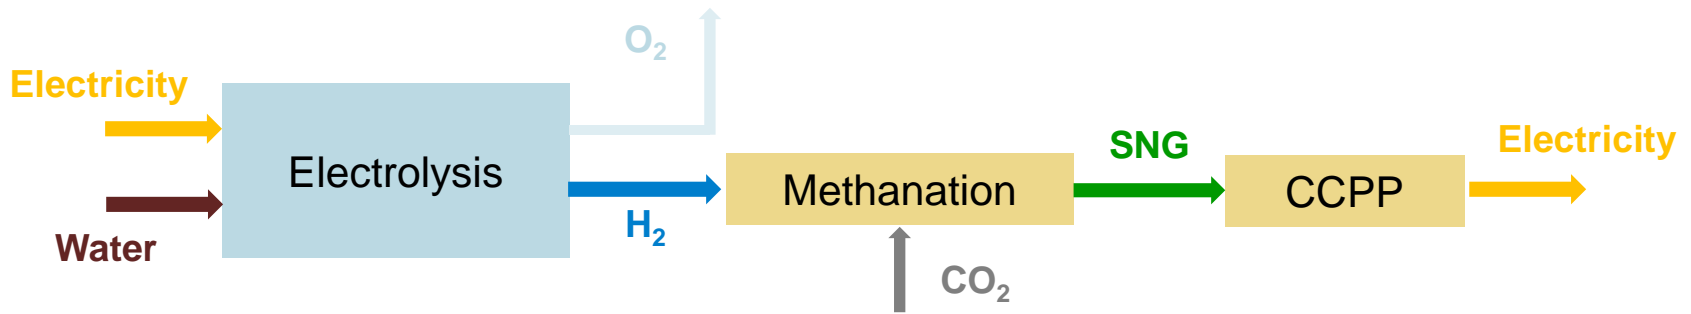 O₂
Electricity
Electrolysis
Water
H₂
Methanation
CO₂
SNG
CCPP
Electricity